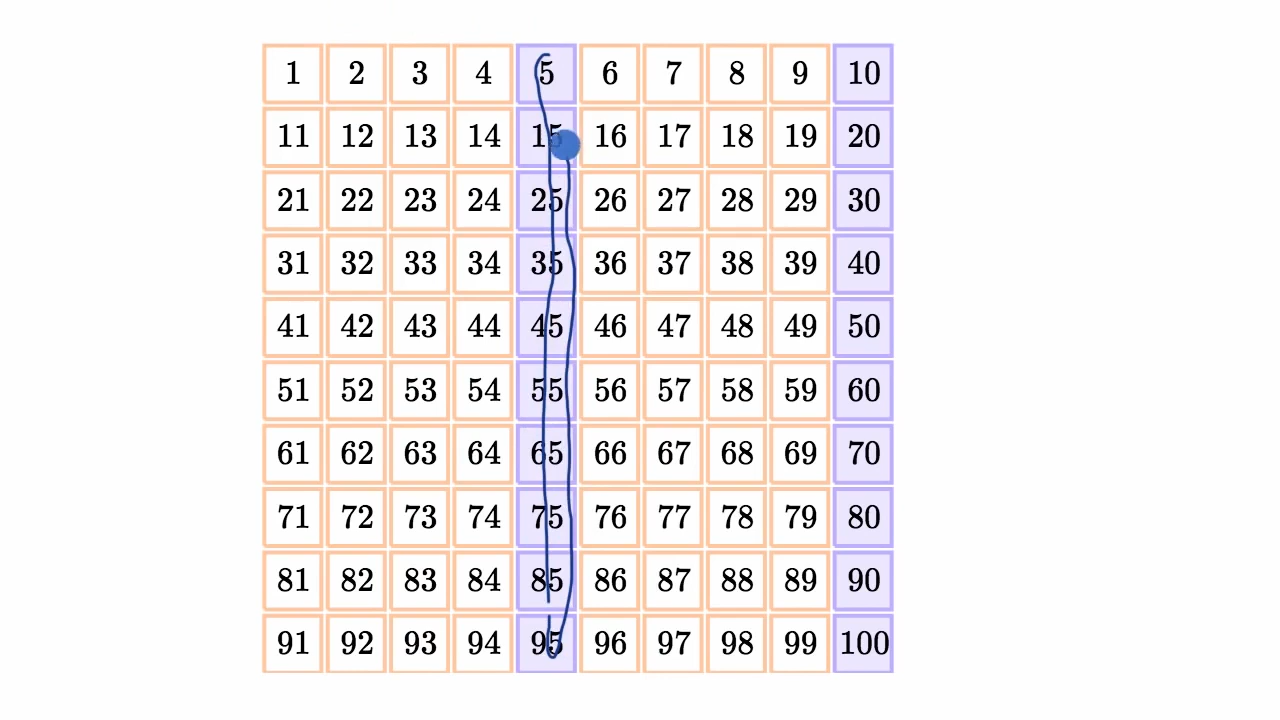 1 2 3 4 5 6 7 8 9 10
11 12 13 14 15 16 17 18 19 20
21 22 23 24 25 26 27 28 29 30
31 32 33 34 35 36 37 38 39 40
41 42 43 44 45 46 47 48 49 50
51 52 53 54 55 56 57 58 59 60
61 62 63 64 65 66 67 68 69 70
71 72 73 74 75 76 77 78 79 80
81 82 83 84 85 86 87 88 89 90
91 92 93 94 95 96 97 98 99 100